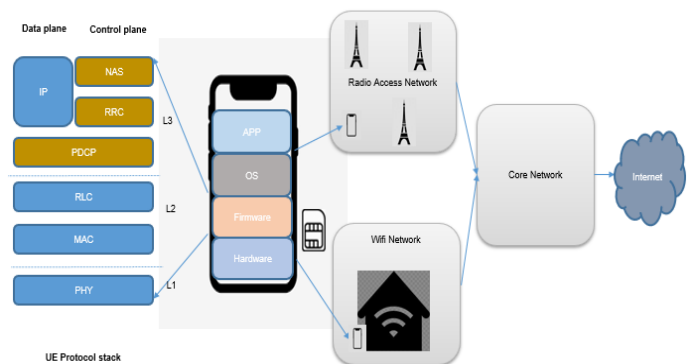 Data plane
Control plane
IP
NAS
RRC
L3
PDCP
RLC
L2
MAC
PHY
L1
UE Protocol stack
APP
OS
Firmware
Hardware
Radio Access Network
Wifi Network
Core Network
Internet